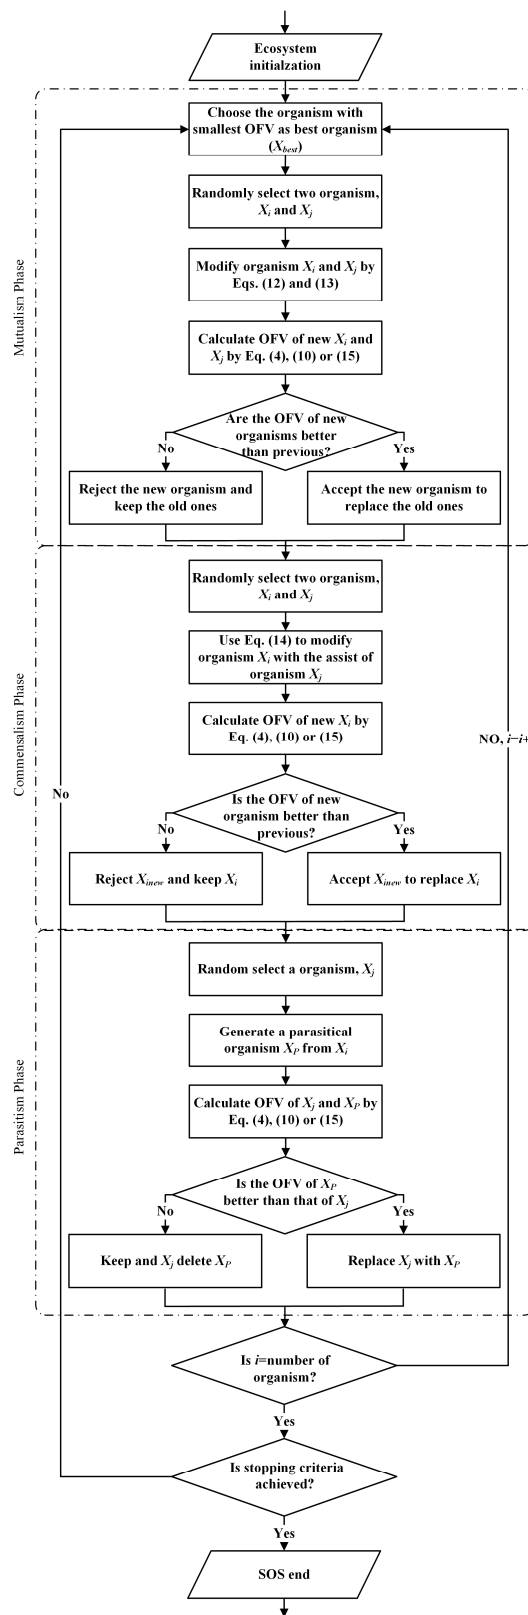 Ecosystem
initialzation
Mutualism Phase
Choose the organism with
smallest OFV as best organism
(Xbest)
Randomly select two organism,
Xi and Xj
Modify organism Xi and Xj by
Eqs. (12) and (13)
Calculate OFV of new Xi and
Xj by Eq. (4), (10) or (15)
Are the OFV of new
organisms better
than previous?
No
Yes
Reject the new organism and
keep the old ones
Accept the new organism to
replace the old ones
Commensalism Phase
Randomly select two organism,
Xi and Xj
Use Eq. (14) to modify
organism Xi with the assist of
organism Xj
Calculate OFV of new Xi by
Eq. (4), (10) or (15)
NO, i=i+
No
Is the OFV of new
organism better than
previous?
No
Yes
Reject Xinew and keep Xi
Accept Xinew to replace Xi
Parasitism Phase
Random select a organism, Xj
Generate a parasitical
organism XP from Xi
Calculate OFV of Xj and XP by
Eq. (4), (10) or (15)
Is the OFV of XP
better than that of Xj
No
Yes
Keep and Xj delete XP
Replace Xj with XP
Is i=number of
organism?
Yes
Is stopping criteria
achieved?
Yes
SOS end